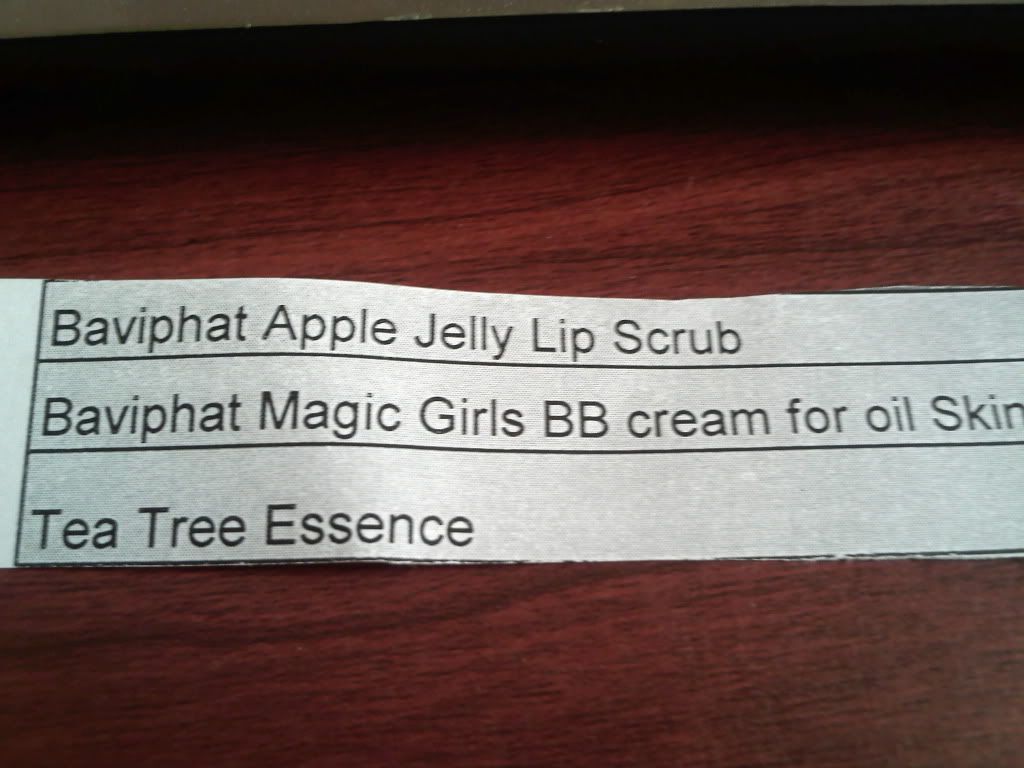 Baviphat Apple Jelly Lip Scrub
Baviphat Magic Girls BB cream for oil Skin
Tea Tree Essence